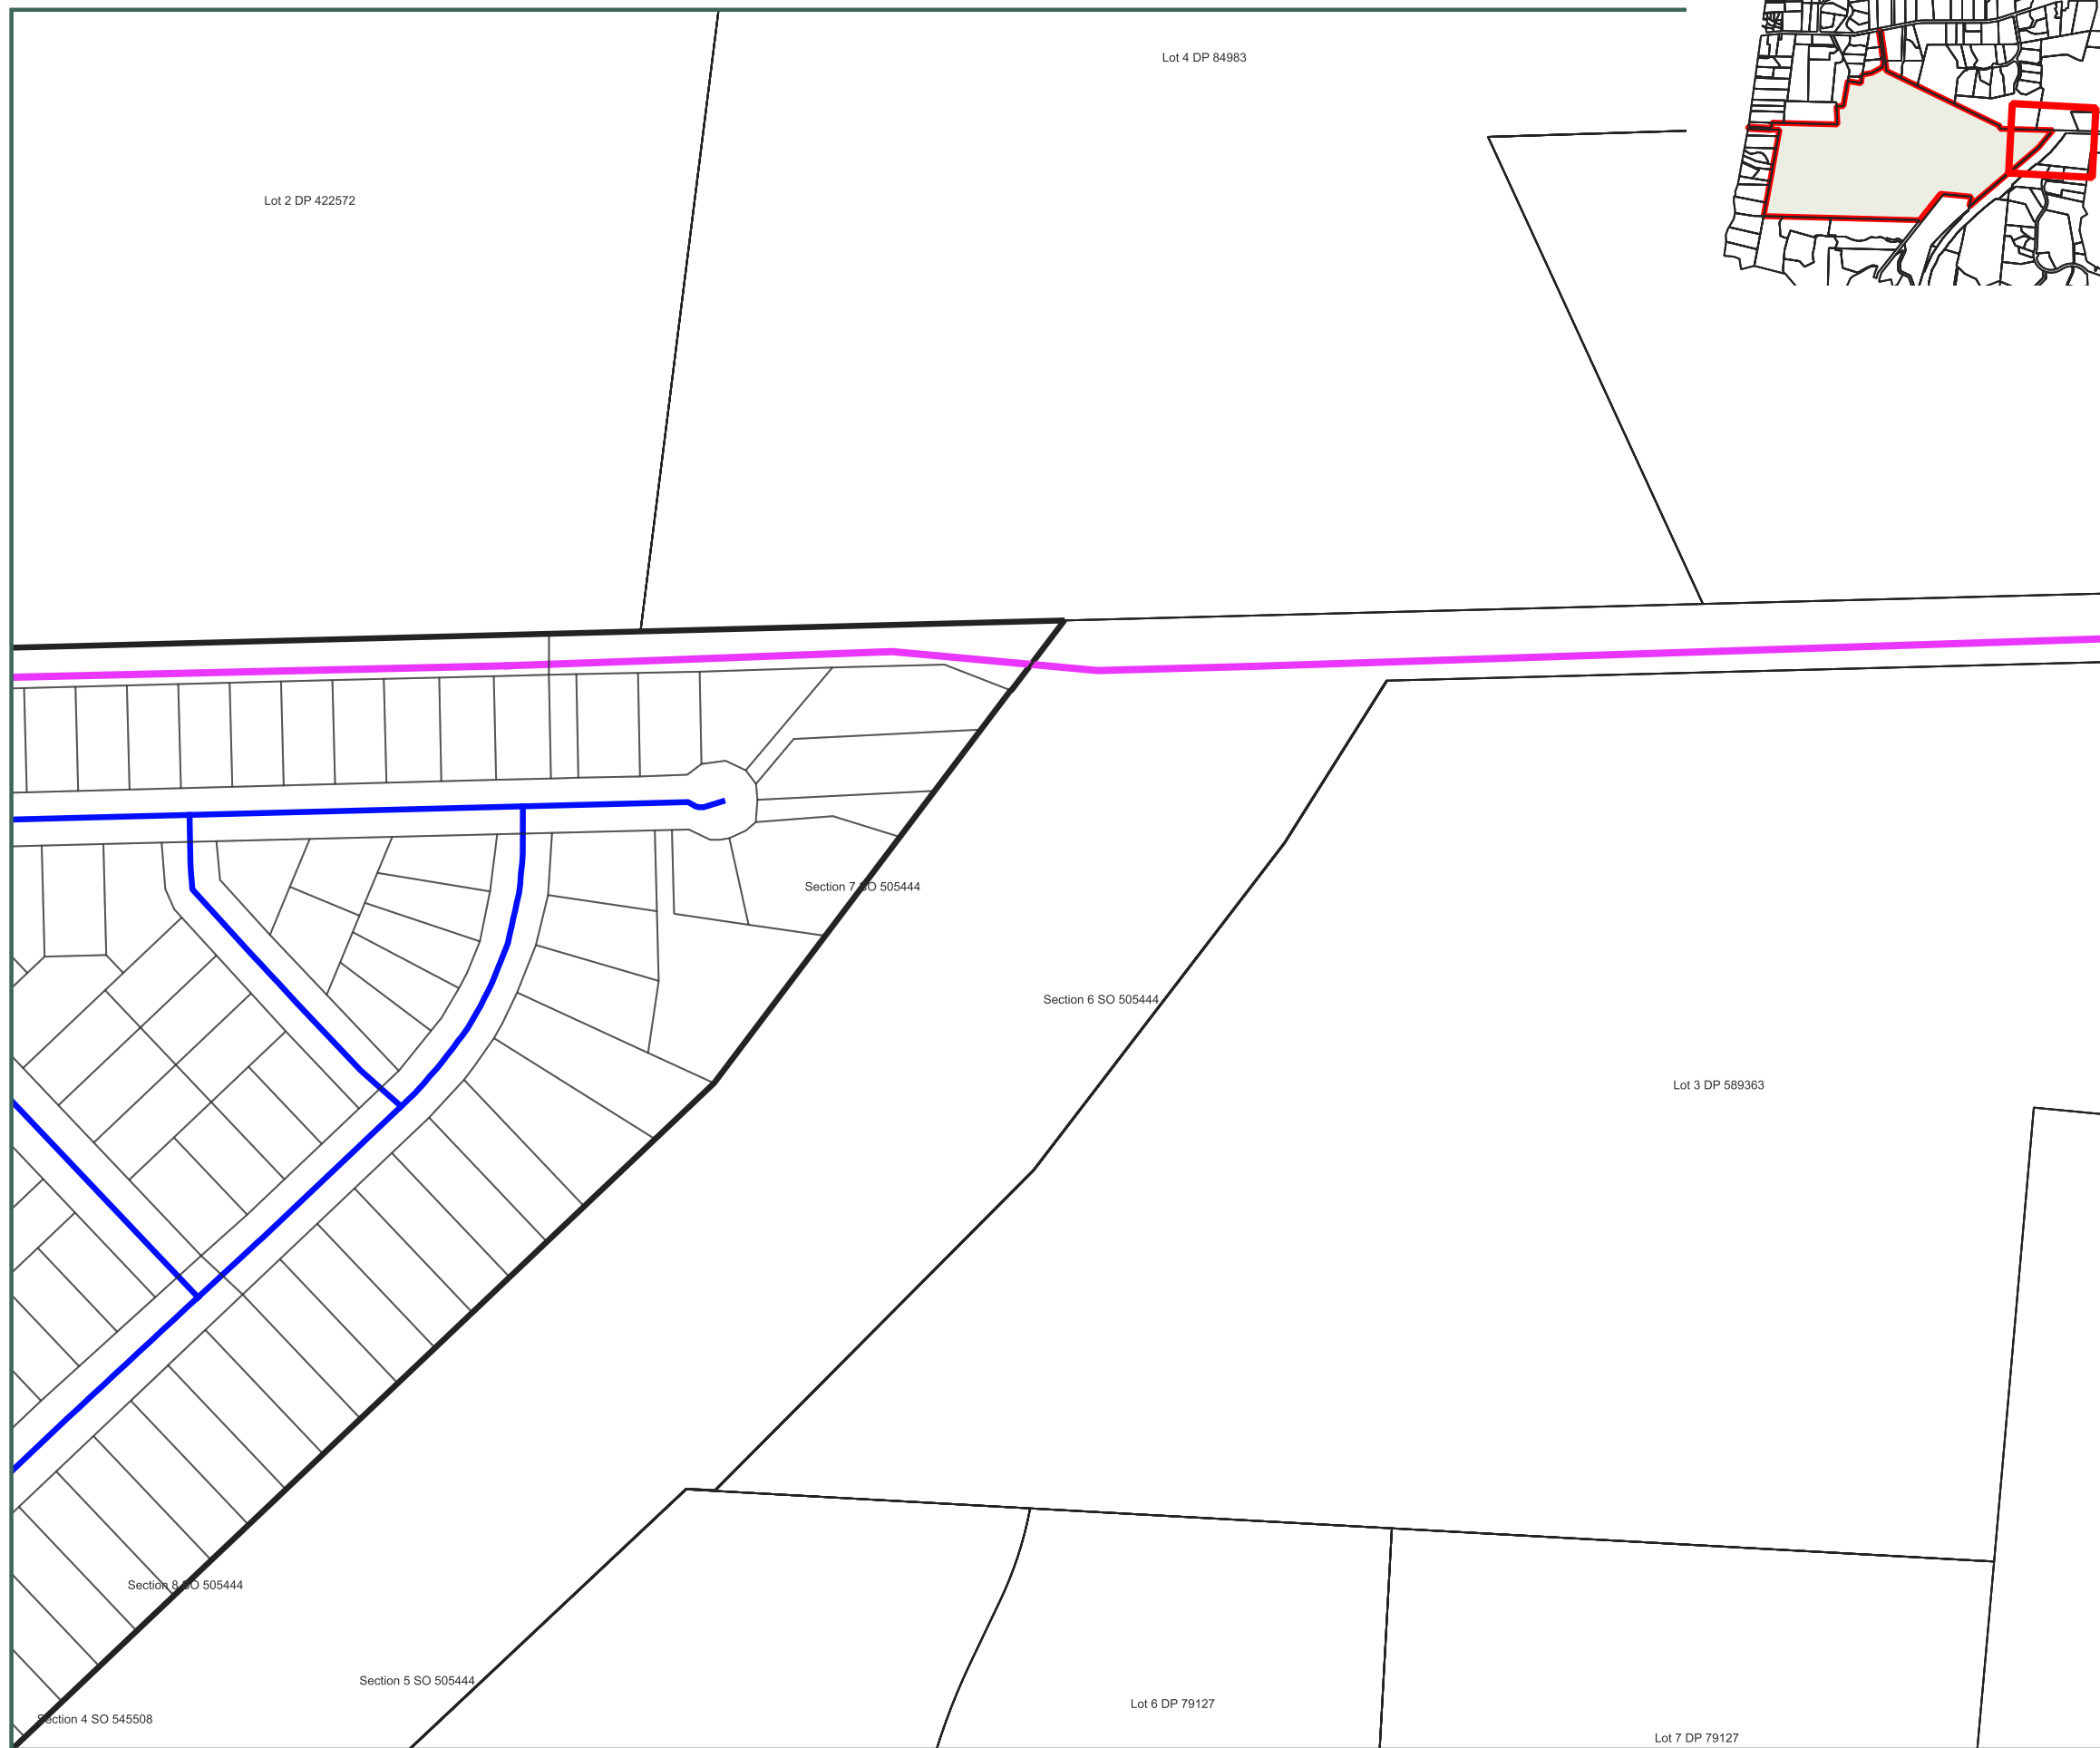 Lot 4 DP 84983
Lot 2 DP 422572
Section 7 SO 505444
Section 6 SO 505444
Lot 3 DP 589363
Section 8 SO 505444
Section 5 SO 505444
Lot 6 DP 79127
Section 4 SO 545508
Lot 7 DP 79127